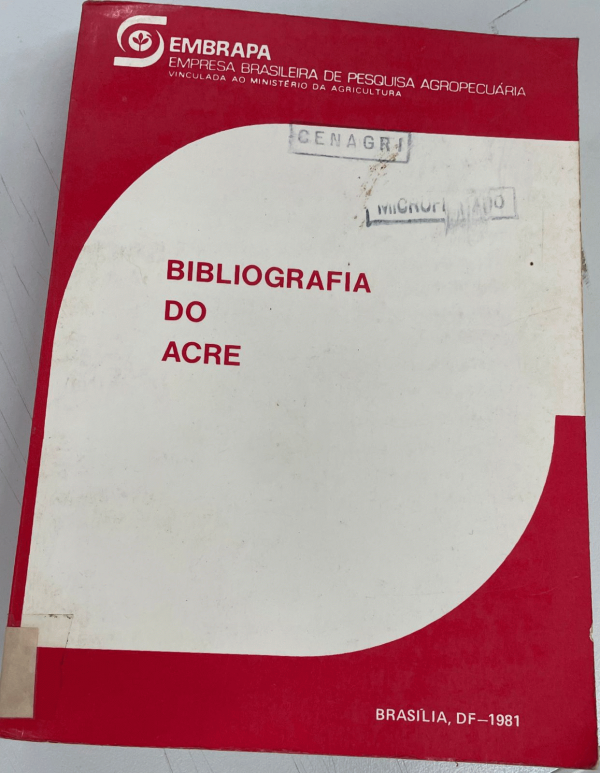 EMBRAPA
EMPRESA BRASILEIRA DE PESQUISA AGROPECUÁRIA
VINCULADA AO MINISTÉRIO DA AGRICULTURA
CENAGRI
BIBLIOGRAFIA
DO
ACRE
BRASÍLIA, DF—1981